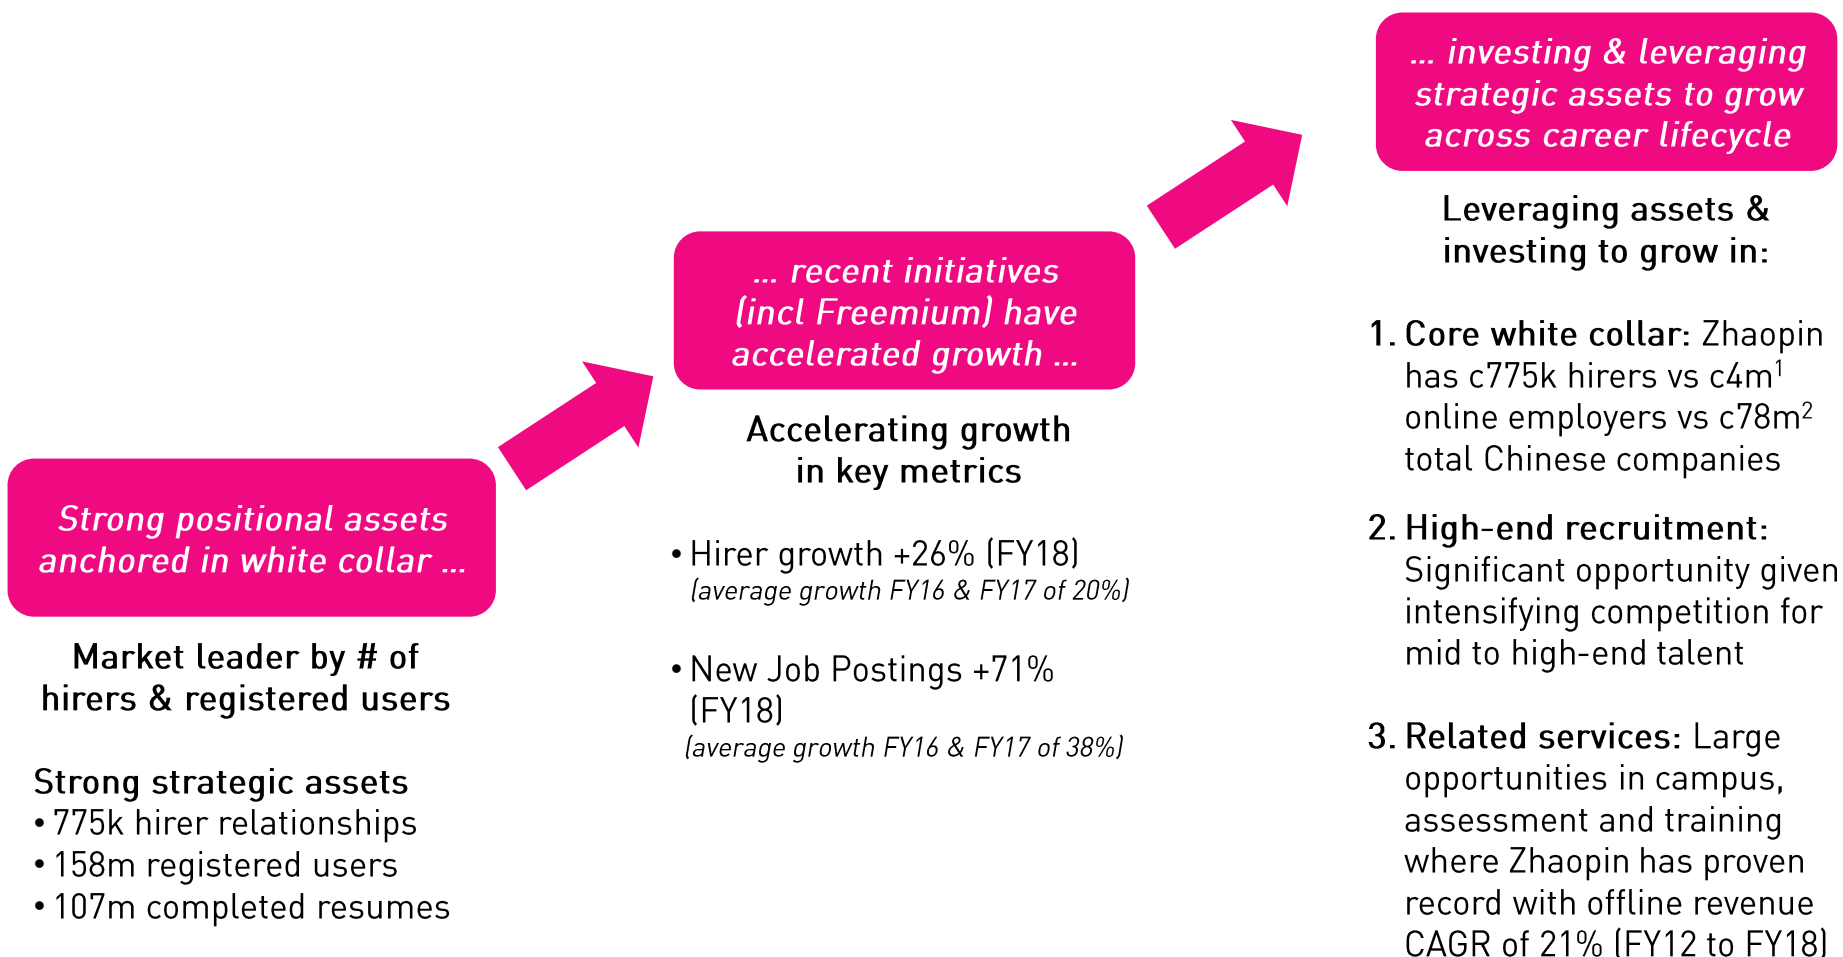 Strong positional assets
anchored in white collar ...
Market leader by # of
hirers & registered users
Strong strategic assets
• 775k hirer relationships
• 158m registered users
• 107m completed resumes
... recent initiatives
(incl Freemium) have
accelerated growth ...
Accelerating growth
in key metrics
• Hirer growth +26% (FY18)
(average growth FY16 & FY17 of 20%)
• New Job Postings +71%
(FY18)
(average growth FY16 & FY17 of 38%)
... investing & leveraging
strategic assets to grow
across career lifecycle
Leveraging assets &
investing to grow in:
1. Core white collar: Zhaopin
has c775k hirers vs c4m¹
online employers vs c78m²
total Chinese companies
2. High-end recruitment:
Significant opportunity given
intensifying competition for
mid to high-end talent
3. Related services: Large
opportunities in campus,
assessment and training
where Zhaopin has proven
record with offline revenue
CAGR of 21% (FY12 to FY18)